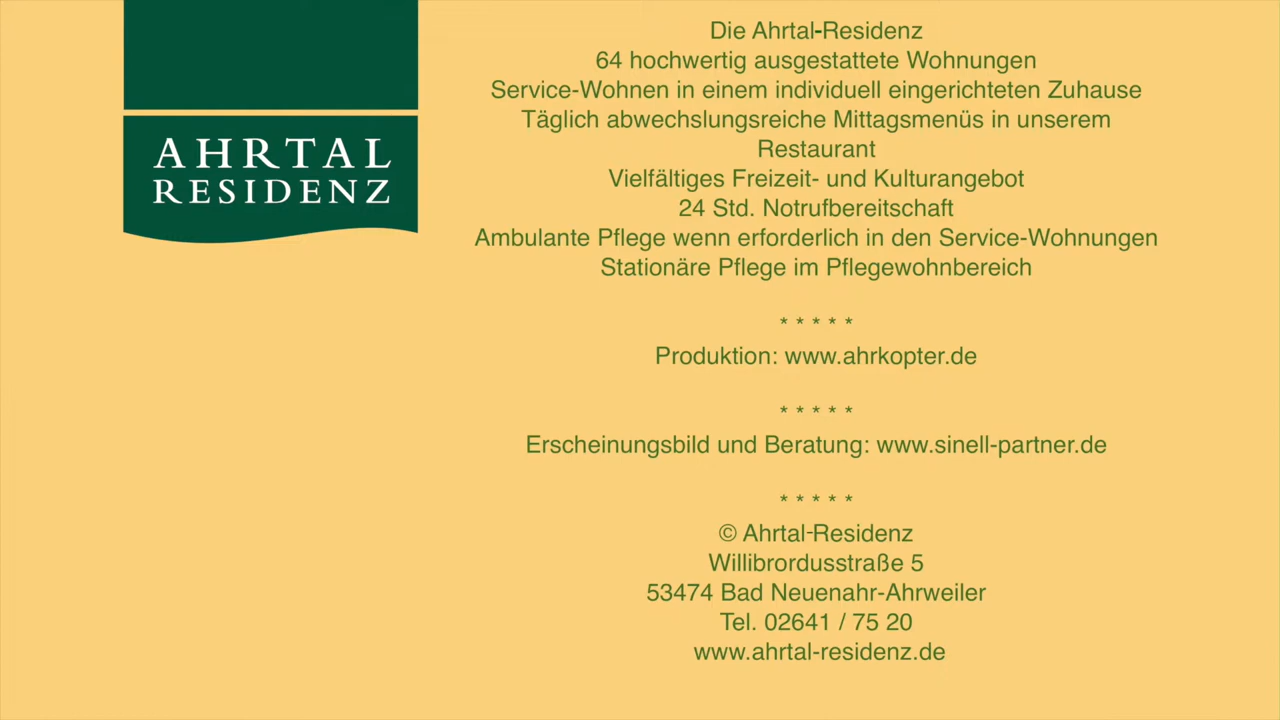 AHRTAL
RESIDENZ
Die Ahrtal-Residenz
64 hochwertig ausgestattete Wohnungen
Service-Wohnen in einem individuell eingerichteten Zuhause
Täglich abwechslungsreiche Mittagsmenüs in unserem
Restaurant
Vielfältiges Freizeit- und Kulturangebot
24 Std. Notrufbereitschaft
Ambulante Pflege wenn erforderlich in den Service-Wohnungen
Stationäre Pflege im Pflegewohnbereich
* * * * *
Produktion: www.ahrkopter.de
* * * * *
Erscheinungsbild und Beratung: www.sinell-partner.de
* * * * *
© Ahrtal-Residenz
Willibrordusstraße 5
53474 Bad Neuenahr-Ahrweiler
Tel. 02641 / 75 20
www.ahrtal-residenz.de